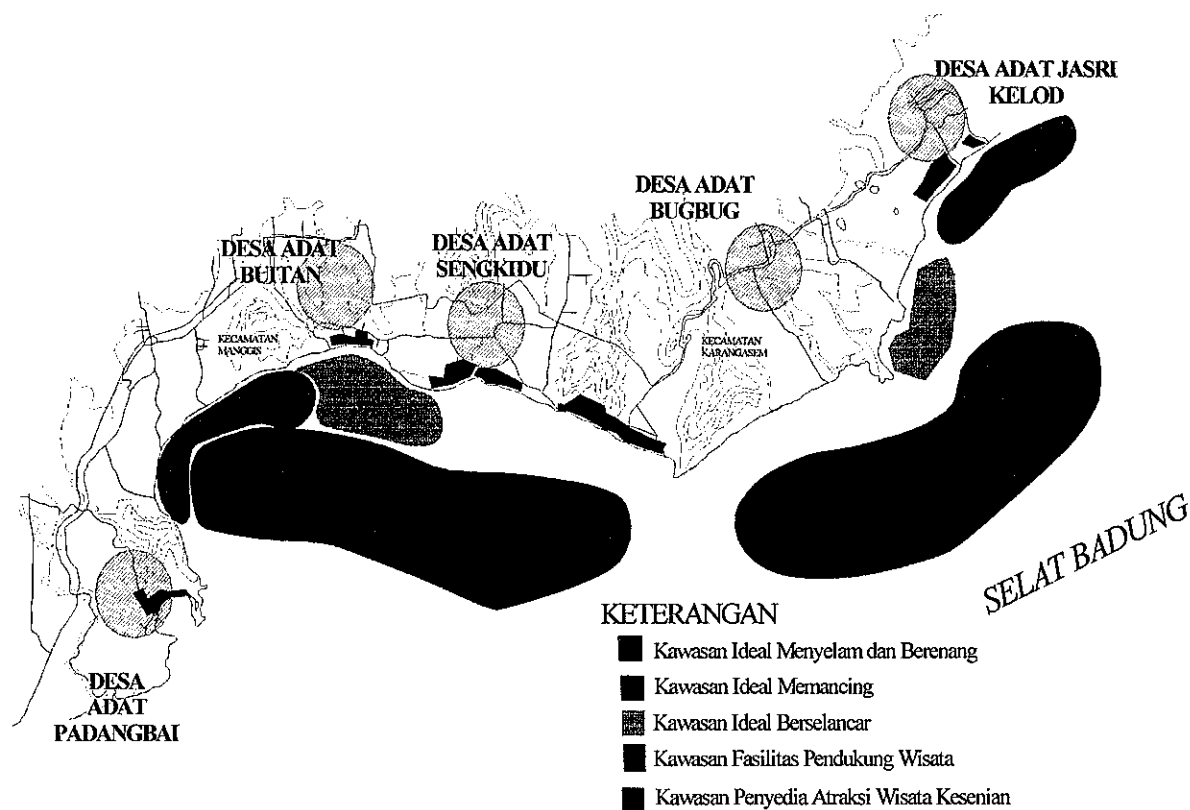 DESA ADAT JASRI
KELOD
DESA ADAT
BUGBUG
DESA ADAT
BUITAN
DESA ADAT
SENGKIDU
KECAMATAN
MANGGIS
KECAMATAN
KARANGASEM
SELAT BADUNG
DESA
ADAT
PADANGBAI
KETERANGAN
Kawasan Ideal Menyelam dan Berenang
Kawasan Ideal Memancing
Kawasan Ideal Berselancar
Kawasan Fasilitas Pendukung Wisata
Kawasan Penyedia Atraksi Wisata Kesenian